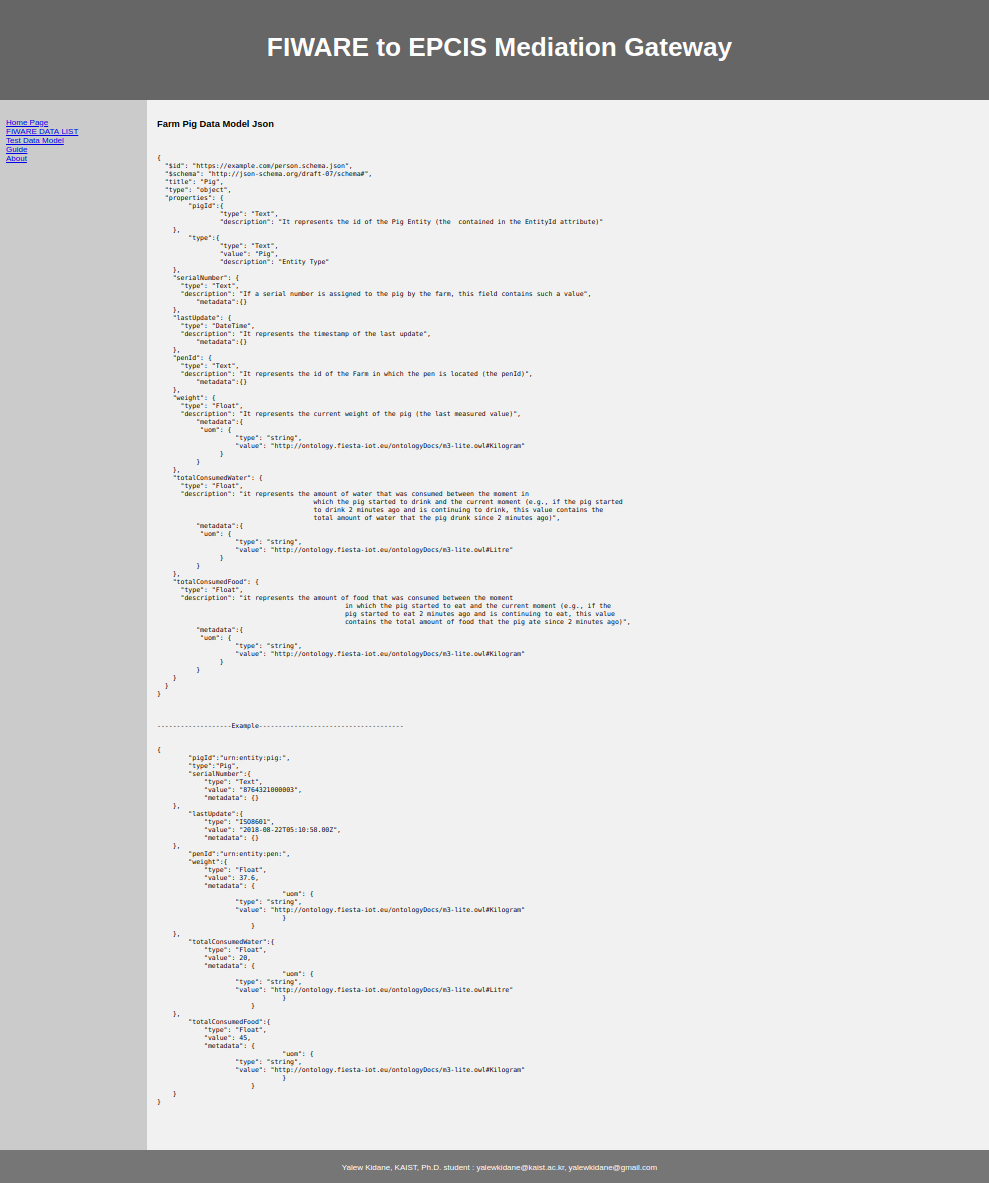 FIWARE to EPCIS Mediation Gateway
Home Page
FIWARE DATA LIST
Test Data Model
Guide
About
Farm Pig Data Model Json
{
  "$id": "https://example.com/person.schema.json",
  "$schema": "http://json-schema.org/draft-07/schema#",
  "title": "Pig",
  "type": "object",
  "properties": {
        "pigId":{
                "type": "Text",
                "description": "It represents the id of the Pig Entity (the  contained in the EntityId attribute)"
    },
        "type":{
                "type": "Text",
                "value": "Pig",
                "description": "Entity Type"
    },
    "serialNumber": {
      "type": "Text",
      "description": "If a serial number is assigned to the pig by the farm, this field contains such a value",
          "metadata":{}
    },
    "lastUpdate": {
      "type": "DateTime",
      "description": "It represents the timestamp of the last update",
          "metadata":{}
    },
    "penId": {
      "type": "Text",
      "description": "It represents the id of the Farm in which the pen is located (the penId)",
          "metadata":{}
    },
    "weight": {
      "type": "Float",
      "description": "It represents the current weight of the pig (the last measured value)",
          "metadata":{
           "uom": {
                    "type": "string",
                    "value": "http://ontology.fiesta-iot.eu/ontologyDocs/m3-lite.owl#Kilogram"
                }
          }
    },
    "totalConsumedWater": {
      "type": "Float",
      "description": "it represents the amount of water that was consumed between the moment in
                                        which the pig started to drink and the current moment (e.g., if the pig started
                                        to drink 2 minutes ago and is continuing to drink, this value contains the
                                        total amount of water that the pig drunk since 2 minutes ago)",
          "metadata":{
           "uom": {
                    "type": "string",
                    "value": "http://ontology.fiesta-iot.eu/ontologyDocs/m3-lite.owl#Litre"
                }
          }
    },
    "totalConsumedFood": {
      "type": "Float",
      "description": "it represents the amount of food that was consumed between the moment
                                                in which the pig started to eat and the current moment (e.g., if the
                                                pig started to eat 2 minutes ago and is continuing to eat, this value
                                                contains the total amount of food that the pig ate since 2 minutes ago)",
          "metadata":{
           "uom": {
                    "type": "string",
                    "value": "http://ontology.fiesta-iot.eu/ontologyDocs/m3-lite.owl#Kilogram"
                }
          }
    }
  }
}
-------------------Example-------------------------------------
{
        "pigId":"urn:entity:pig:",
        "type":"Pig",
        "serialNumber":{
            "type": "Text",
            "value": "8764321000003",
            "metadata": {}
    },
        "lastUpdate":{
            "type": "ISO8601",
            "value": "2018-08-22T05:10:58.00Z",
            "metadata": {}
    },
        "penId":"urn:entity:pen:",
        "weight":{
            "type": "Float",
            "value": 37.6,
            "metadata": {
                                "uom": {
                    "type": "string",
                    "value": "http://ontology.fiesta-iot.eu/ontologyDocs/m3-lite.owl#Kilogram"
                                }
                        }
    },
        "totalConsumedWater":{
            "type": "Float",
            "value": 20,
            "metadata": {
                                "uom": {
                    "type": "string",
                    "value": "http://ontology.fiesta-iot.eu/ontologyDocs/m3-lite.owl#Litre"
                                }
                        }
    },
        "totalConsumedFood":{
            "type": "Float",
            "value": 45,
            "metadata": {
                                "uom": {
                    "type": "string",
                    "value": "http://ontology.fiesta-iot.eu/ontologyDocs/m3-lite.owl#Kilogram"
                                }
                        }
    }
}
Yalew Kidane, KAIST, Ph.D. student : yalewkidane@kaist.ac.kr, yalewkidane@gmail.com